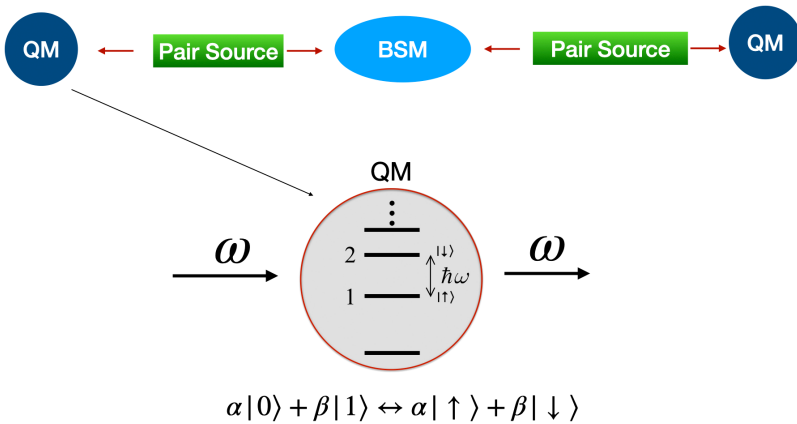 QM Pair Source BSM Pair Source QM
QM
⋮
ω 2 |↓⟩ ω
ħω
1 |↑⟩
α|0⟩ + β|1⟩ ↔ α|↑⟩ + β|↓⟩